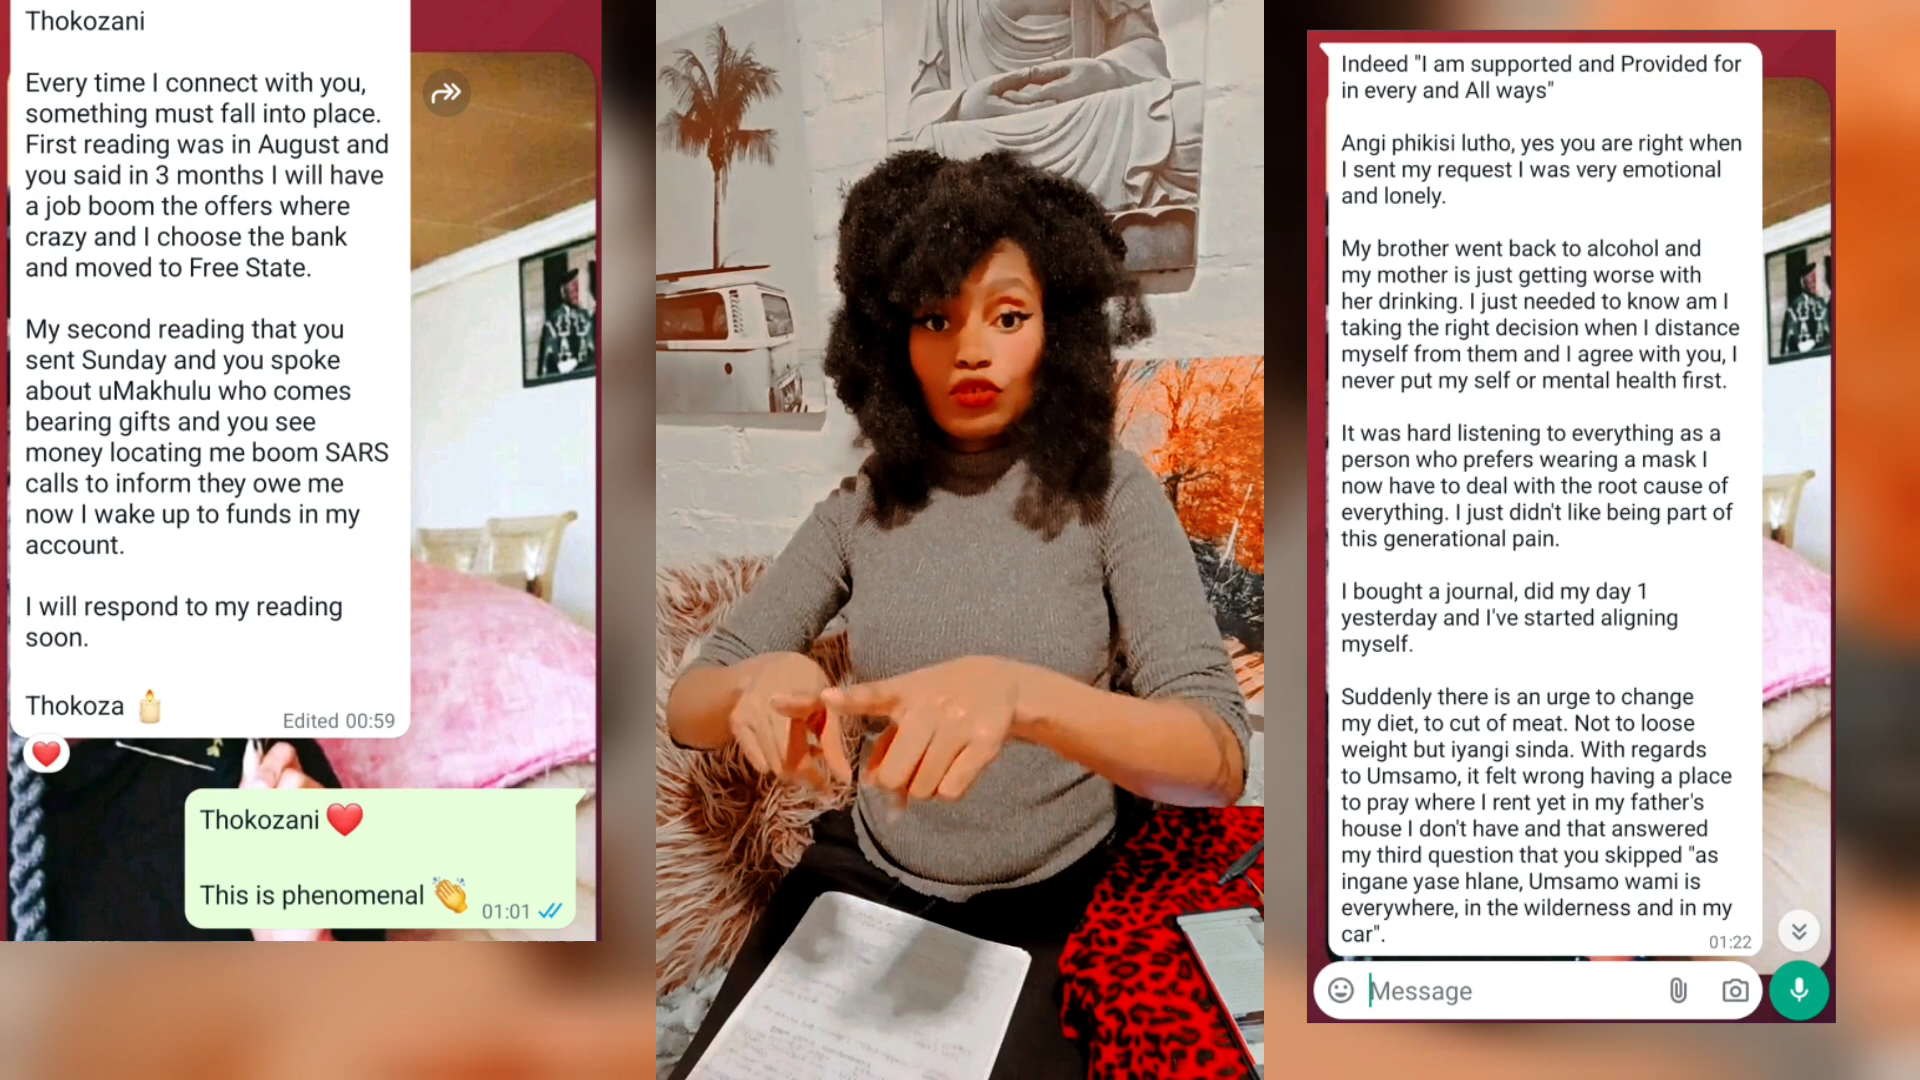 Thokozani
Every time I connect with you,
something must fall into place.
First reading was in August and
you said in 3 months I will have
a job boom the offers where
crazy and I choose the bank
and moved to Free State.
My second reading that you
sent Sunday and you spoke
about uMakhulu who comes
bearing gifts and you see
money locating me boom SARS
calls to inform they owe me
now I wake up to funds in my
account.
I will respond to my reading
soon.
Thokoza 🕯️
Edited 00:59
❤️
Thokozani ❤️
This is phenomenal 👏
01:01
Indeed "I am supported and Provided for
in every and All ways"
Angi phikisi lutho, yes you are right when
I sent my request I was very emotional
and lonely.
My brother went back to alcohol and
my mother is just getting worse with
her drinking. I just needed to know am I
taking the right decision when I distance
myself from them and I agree with you, I
never put my self or mental health first.
It was hard listening to everything as a
person who prefers wearing a mask I
now have to deal with the root cause of
everything. I just didn't like being part of
this generational pain.
I bought a journal, did my day 1
yesterday and I've started aligning
myself.
Suddenly there is an urge to change
my diet, to cut of meat. Not to loose
weight but iyangi sinda. With regards
to Umsamo, it felt wrong having a place
to pray where I rent yet in my father's
house I don't have and that answered
my third question that you skipped "as
ingane yase hlane, Umsamo wami is
everywhere, in the wilderness and in my
car".
01:22
Message